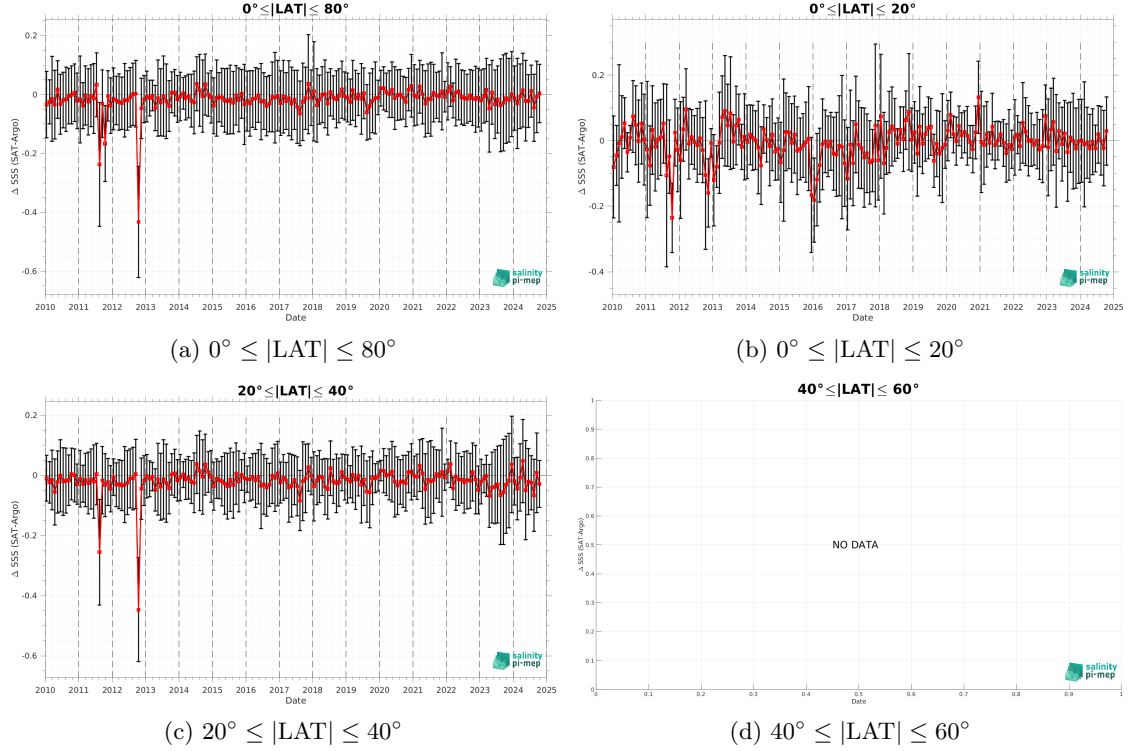 0°≤|LAT|≤ 80°
0.2
0
-0.2
-0.4
-0.6
Δ SSS (SAT-Argo)
2010 2011 2012 2013 2014 2015 2016 2017 2018 2019 2020 2021 2022 2023 2024 2025
Date
salinity
pi-mep
(a) 0° ≤ |LAT| ≤ 80°
0°≤|LAT|≤ 20°
0.2
0
-0.2
-0.4
Δ SSS (SAT-Argo)
2010 2011 2012 2013 2014 2015 2016 2017 2018 2019 2020 2021 2022 2023 2024 2025
Date
salinity
pi-mep
(b) 0° ≤ |LAT| ≤ 20°
20°≤|LAT|≤ 40°
0.2
0
-0.2
-0.4
-0.6
Δ SSS (SAT-Argo)
2010 2011 2012 2013 2014 2015 2016 2017 2018 2019 2020 2021 2022 2023 2024 2025
Date
salinity
pi-mep
(c) 20° ≤ |LAT| ≤ 40°
40°≤|LAT|≤ 60°
1
0.9
0.8
0.7
0.6
0.5
0.4
0.3
0.2
0.1
0
Δ SSS (SAT-Argo)
NO DATA
0 0.1 0.2 0.3 0.4 0.5 0.6 0.7 0.8 0.9 1
Date
salinity
pi-mep
(d) 40° ≤ |LAT| ≤ 60°